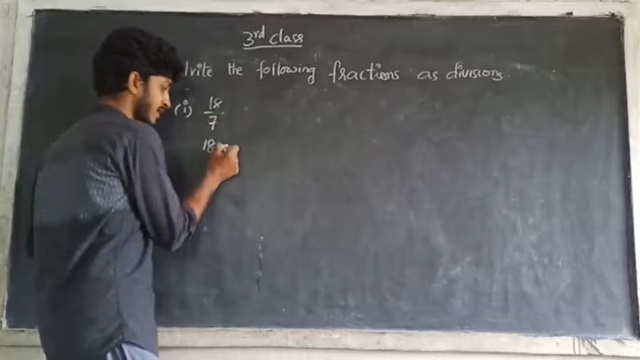 3rd class
Write the following fractions as divisions.
(i) 18/7
18